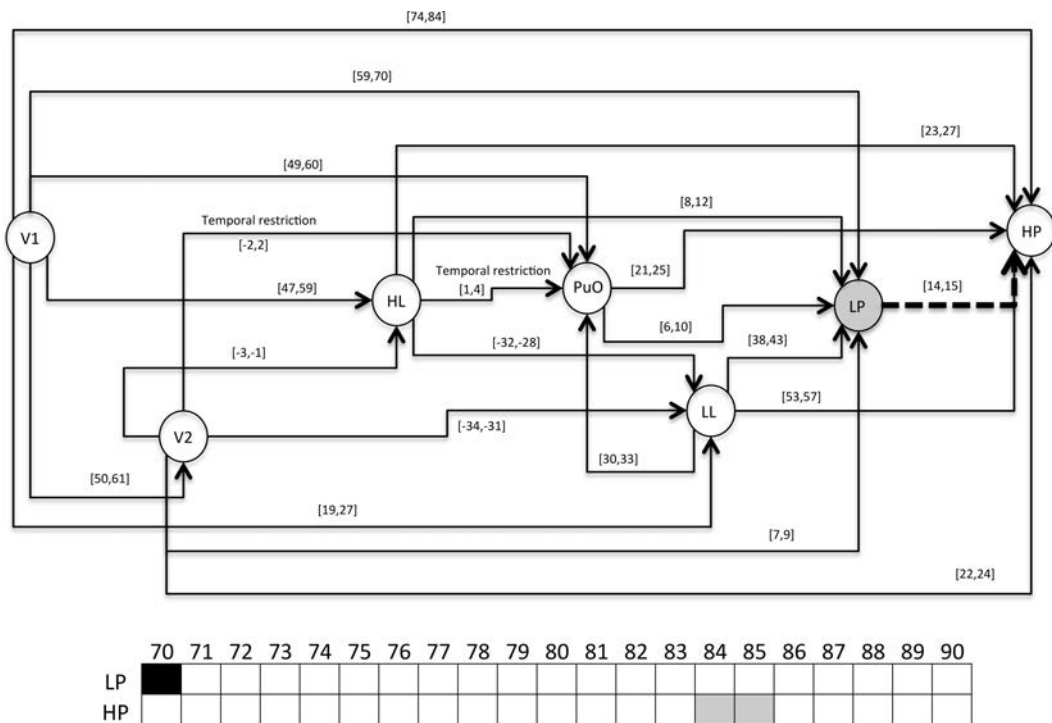 [74,84]
[59,70]
[23,27]
[49,60]
[8,12]
Temporal restriction
[-2,2]
V1
HP
Temporal restriction
[1,4]
[21,25]
[14,15]
[47,59]
HL
PuO
LP
[6,10]
[38,43]
[-32,-28]
[-3,-1]
[53,57]
LL
[-34,-31]
V2
[30,33]
[50,61]
[19,27]
[7,9]
[22,24]
70 71 72 73 74 75 76 77 78 79 80 81 82 83 84 85 86 87 88 89 90
LP
HP